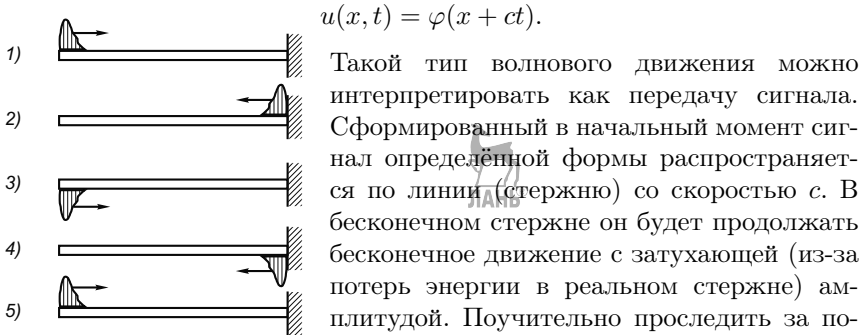 u(x, t) = φ(x + ct).
1)
2)
3)
4)
5)
Такой тип волнового движения можно
интерпретировать как передачу сигнала.
Сформированный в начальный момент сиг-
нал определённой формы распространяет-
ся по линии (стержню) со скоростью c. В
бесконечном стержне он будет продолжать
бесконечное движение с затухающей (из-за
потерь энергии в реальном стержне) ам-
плитудой. Поучительно проследить за по-
ЛАНЬ